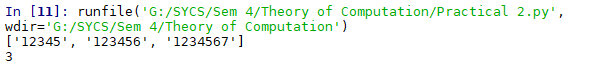 In [11]: runfile('G:/SYCS/Sem 4/Theory of Computation/Practical 2.py',
wdir='G:/SYCS/Sem 4/Theory of Computation')
['12345', '123456', '1234567']
3